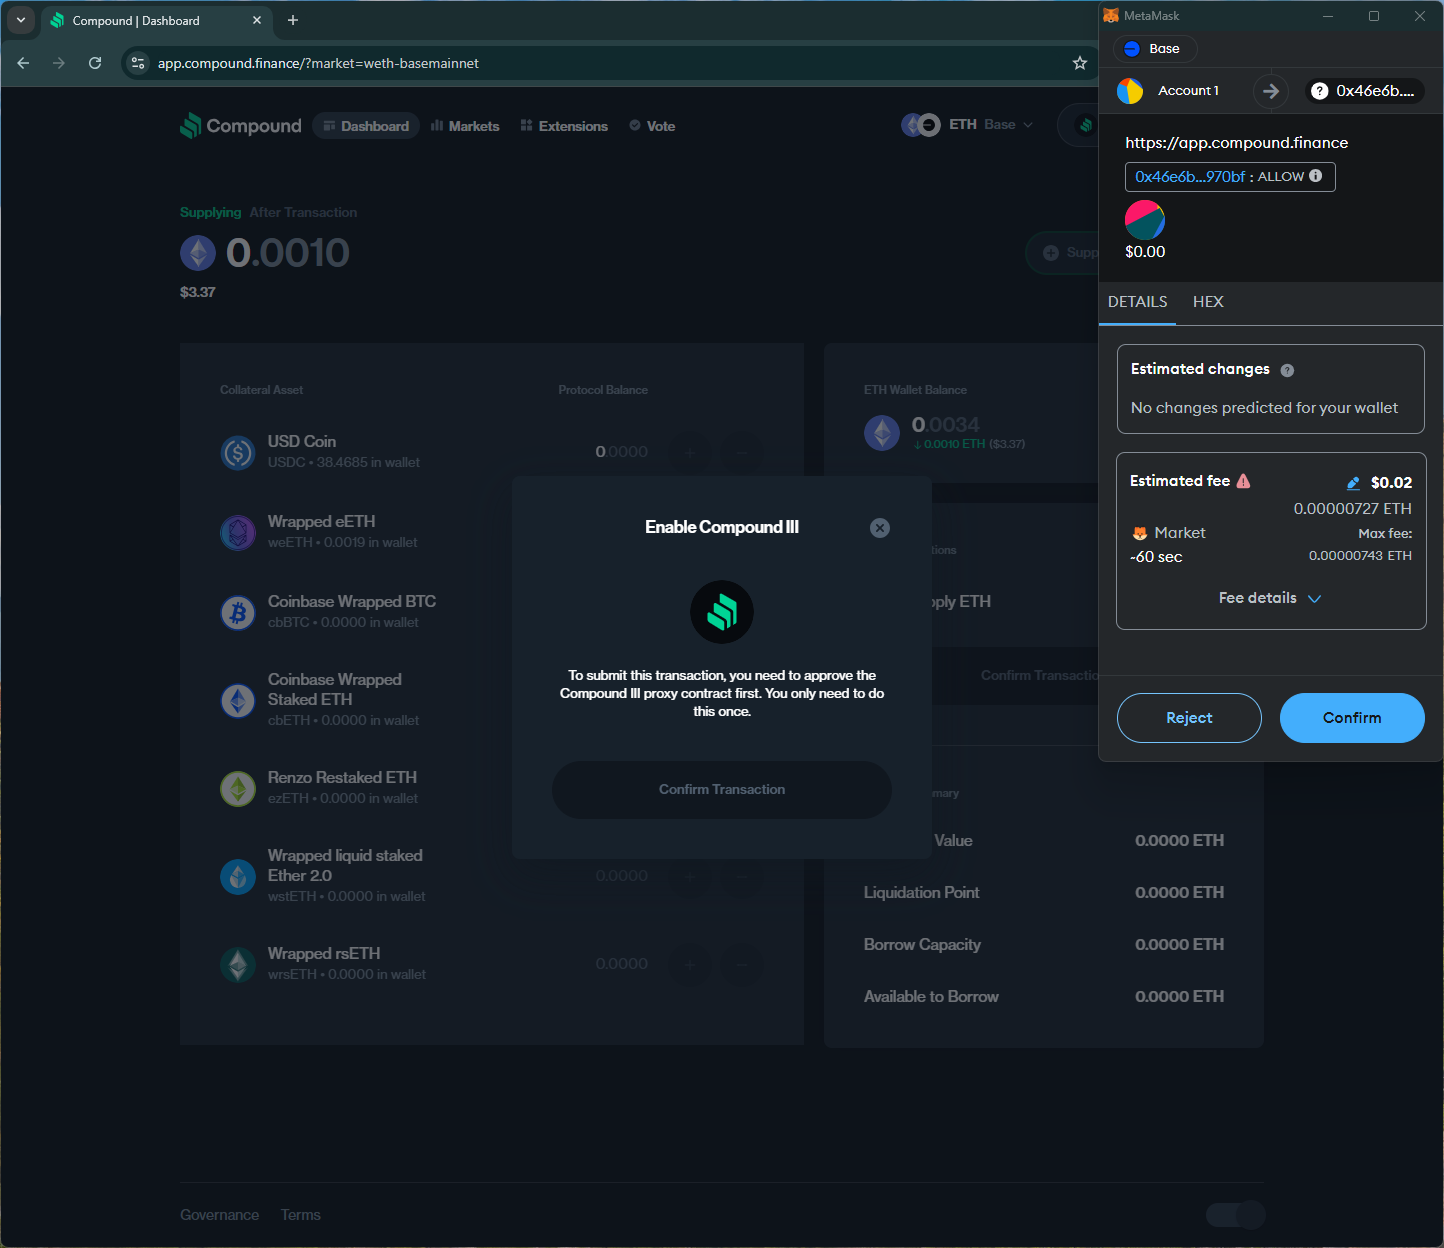 Compound | Dashboard
app.compound.finance/?market=weth-basemainnet
Compound
Dashboard
Markets
Extensions
Vote
ETH Base
Supplying After Transaction
0.0010
$3.37
Collateral Asset
Protocol Balance
USD Coin
USDC • 38.4685 in wallet
0.0000
Wrapped eETH
weETH • 0.0019 in wallet
Coinbase Wrapped BTC
cbBTC • 0.0000 in wallet
Coinbase Wrapped
Staked ETH
cbETH • 0.0000 in wallet
Renzo Restaked ETH
ezETH • 0.0000 in wallet
Wrapped liquid staked
Ether 2.0
wstETH • 0.0000 in wallet
0.0000
Wrapped rsETH
wrsETH • 0.0000 in wallet
0.0000
ETH Wallet Balance
0.0034
↓ 0.0010 ETH ($3.37)
Enable Compound III
To submit this transaction, you need to approve the
Compound III proxy contract first. You only need to do
this once.
Confirm Transaction
Value
0.0000 ETH
Liquidation Point
0.0000 ETH
Borrow Capacity
0.0000 ETH
Available to Borrow
0.0000 ETH
Governance
Terms
MetaMask
Base
Account 1
0x46e6b....
https://app.compound.finance
0x46e6b...970bf : ALLOW
$0.00
DETAILS
HEX
Estimated changes
No changes predicted for your wallet
Estimated fee
$0.02
0.00000727 ETH
Market
Max fee:
~60 sec
0.00000743 ETH
Fee details
Reject
Confirm